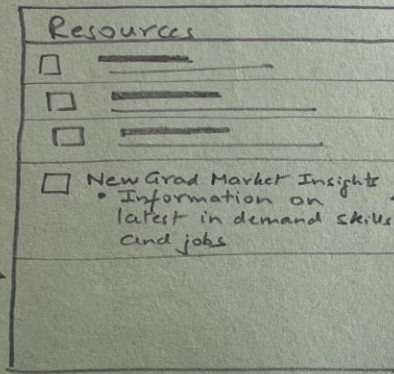 Resources
New Grad Market Insights
• Information on
latest in demand skills
and jobs